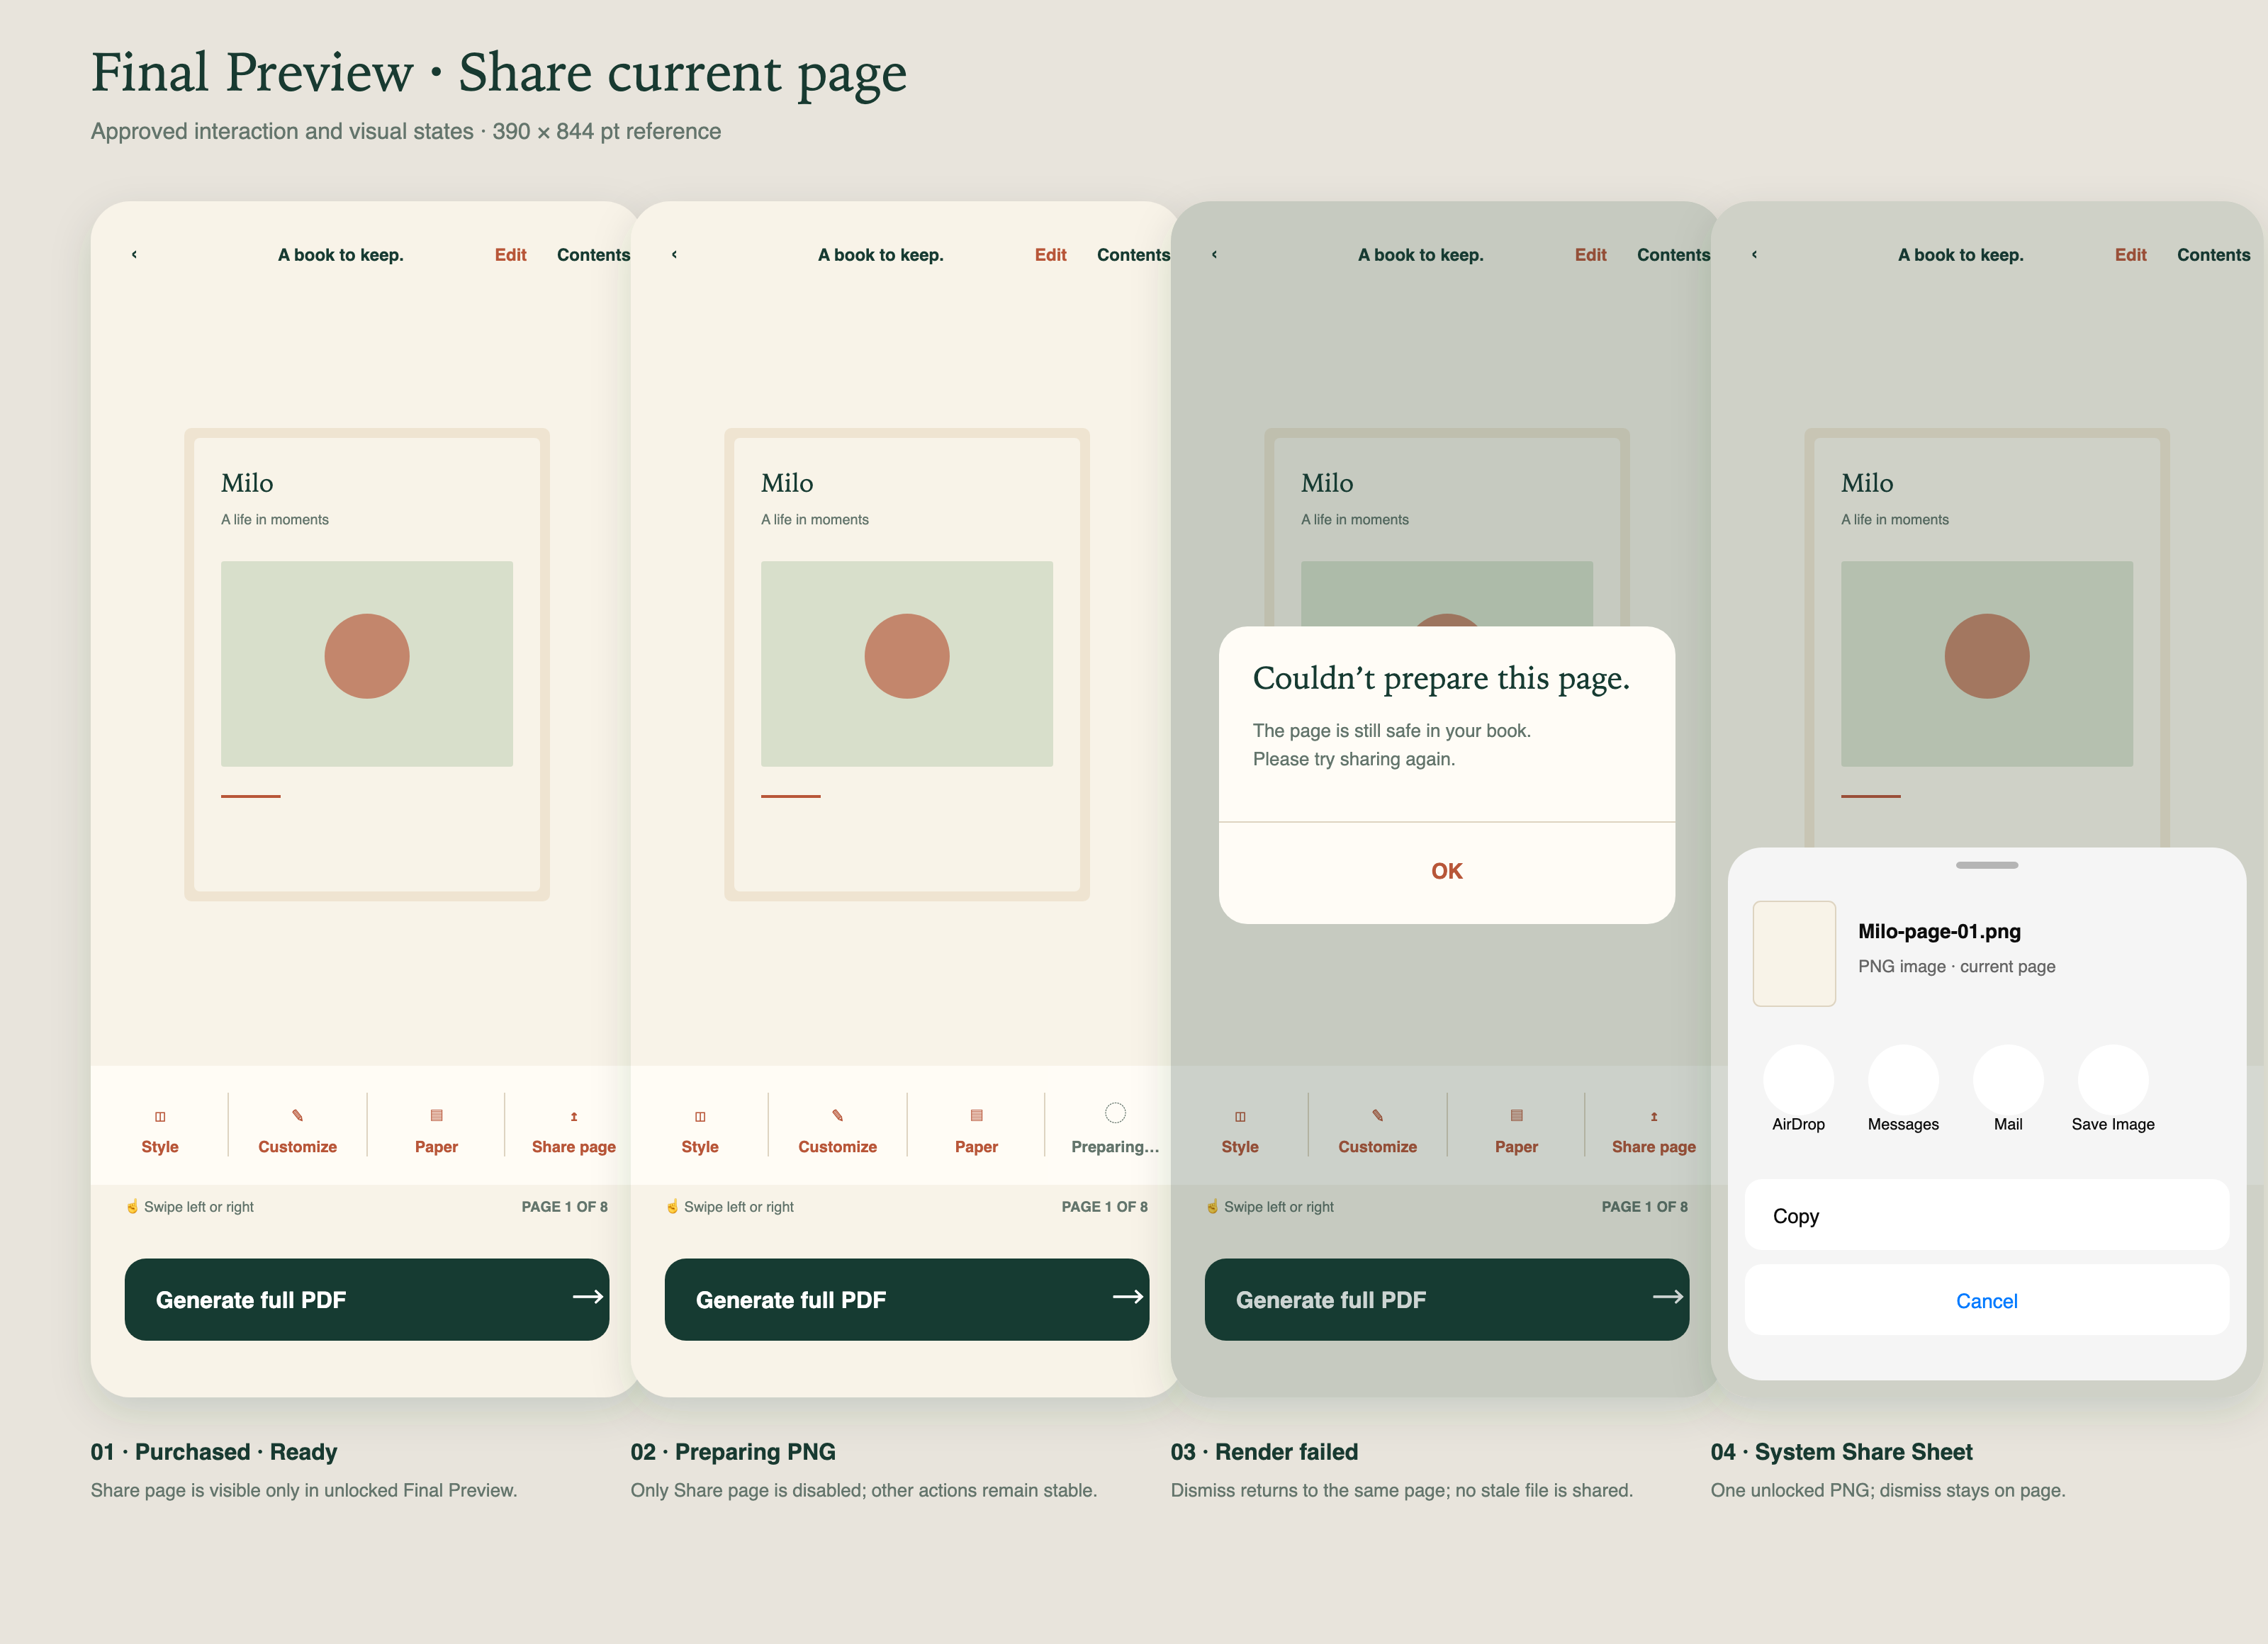 Final Preview · Share current page
Approved interaction and visual states · 390 × 844 pt reference
‹ A book to keep. Edit Contents
Milo
A life in moments
Style Customize Paper Share page
☝ Swipe left or right PAGE 1 OF 8
Generate full PDF →
01 · Purchased · Ready
Share page is visible only in unlocked Final Preview.
‹ A book to keep. Edit Contents
Milo
A life in moments
Style Customize Paper Preparing…
☝ Swipe left or right PAGE 1 OF 8
Generate full PDF →
02 · Preparing PNG
Only Share page is disabled; other actions remain stable.
‹ A book to keep. Edit Contents
Milo
A life in moments
Couldn’t prepare this page.
The page is still safe in your book.
Please try sharing again.
OK
Style Customize Paper Share page
☝ Swipe left or right PAGE 1 OF 8
Generate full PDF →
03 · Render failed
Dismiss returns to the same page; no stale file is shared.
‹ A book to keep. Edit Contents
Milo
A life in moments
Milo-page-01.png
PNG image · current page
AirDrop Messages Mail Save Image
Copy
Cancel
04 · System Share Sheet
One unlocked PNG; dismiss stays on page.